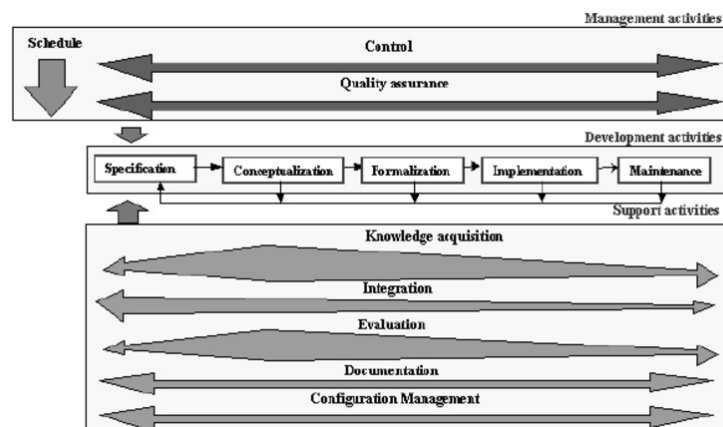 Management activities
Schedule
Control
Quality assurance
Development activities
Specification
Conceptualization
Formalization
Implementation
Maintenance
Support activities
Knowledge acquisition
Integration
Evaluation
Documentation
Configuration Management